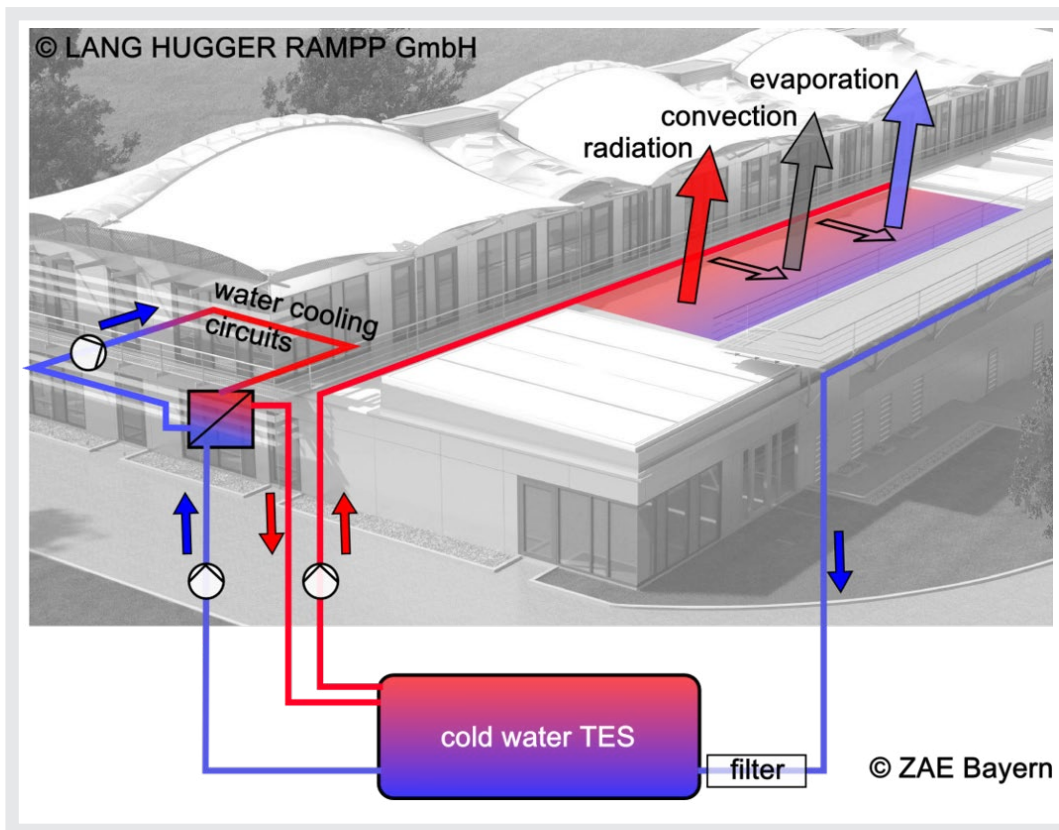 © LANG HUGGER RAMPP GmbH
evaporation
convection
radiation
water cooling
circuits
cold water TES
filter
© ZAE Bayern